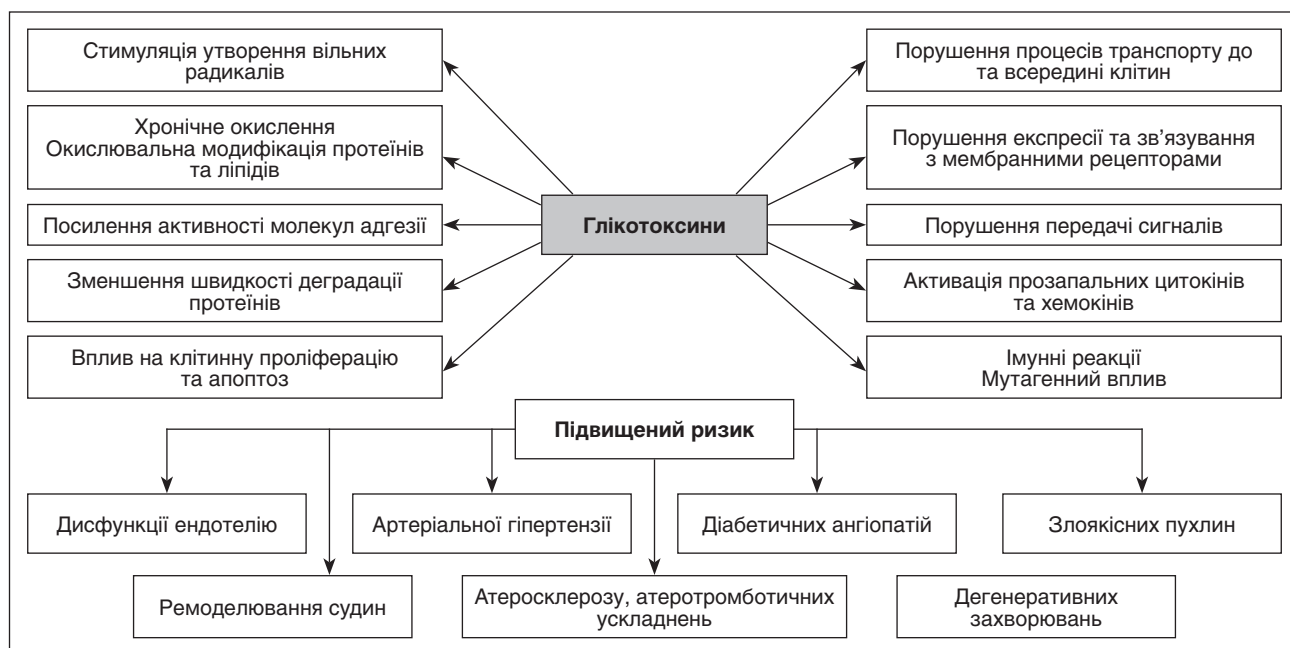 Стимуляція утворення вільних
радикалів
Хронічне окислення
Окислювальна модифікація протеїнів
та ліпідів
Посилення активності молекул адгезії
Зменшення швидкості деградації
протеїнів
Вплив на клітинну проліферацію
та апоптоз
Глікотоксини
Порушення процесів транспорту до
та всередині клітин
Порушення експресії та зв’язування
з мембранними рецепторами
Порушення передачі сигналів
Активація прозапальних цитокінів
та хемокінів
Імунні реакції
Мутагенний вплив
Підвищений ризик
Дисфункції ендотелію
Артеріальної гіпертензії
Діабетичних ангіопатій
Злоякісних пухлин
Ремоделювання судин
Атеросклерозу, атеротромботичних
ускладнень
Дегенеративних
захворювань